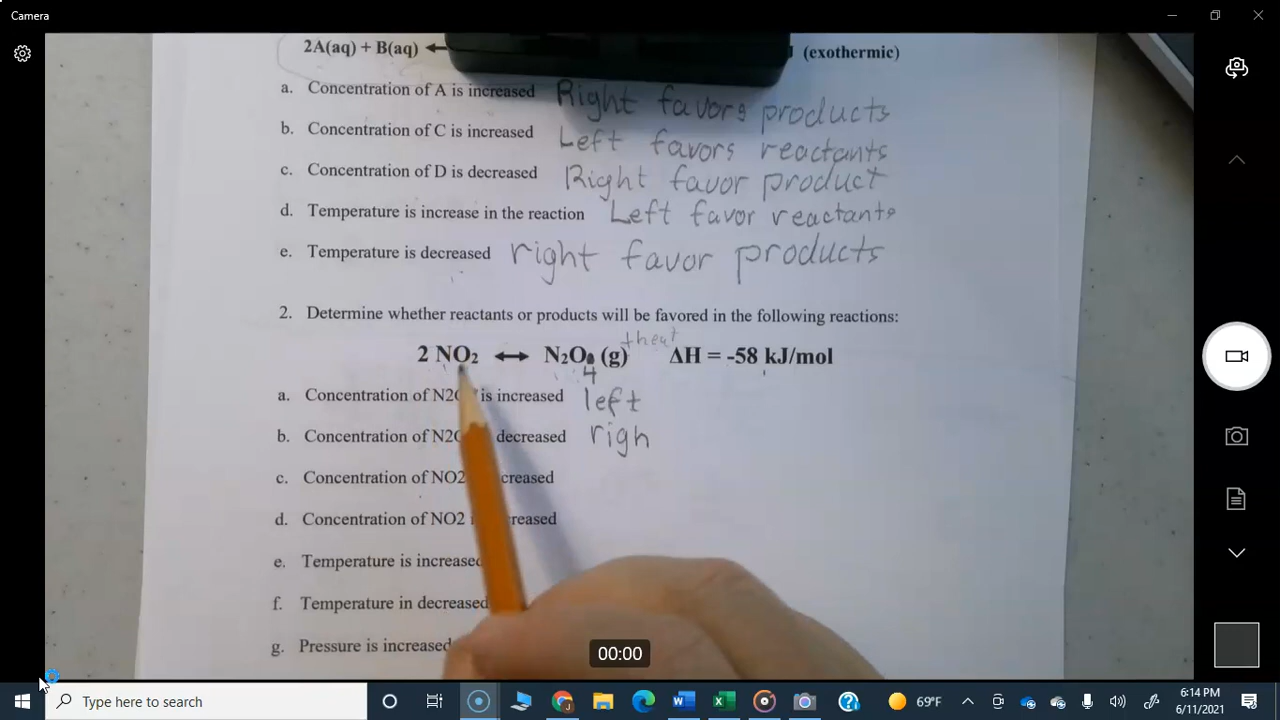 Camera
2A(aq) + B(aq) (exothermic)
a. Concentration of A is increased Right favors products
b. Concentration of C is increased Left favors reactants
c. Concentration of D is decreased Right favor product
d. Temperature is increase in the reaction Left favor reactants
e. Temperature is decreased right favor products
2. Determine whether reactants or products will be favored in the following reactions:
2 NO₂ ⟷ N₂O₄ (g) +heat ΔH = -58 kJ/mol
a. Concentration of is increased left
b. Concentration of decreased righ
c. Concentration of NO2
d. Concentration of NO2
e. Temperature is increased
f. Temperature in decreased
g. Pressure is increased
00:00
Type here to search 69°F 6:14 PM
6/11/2021